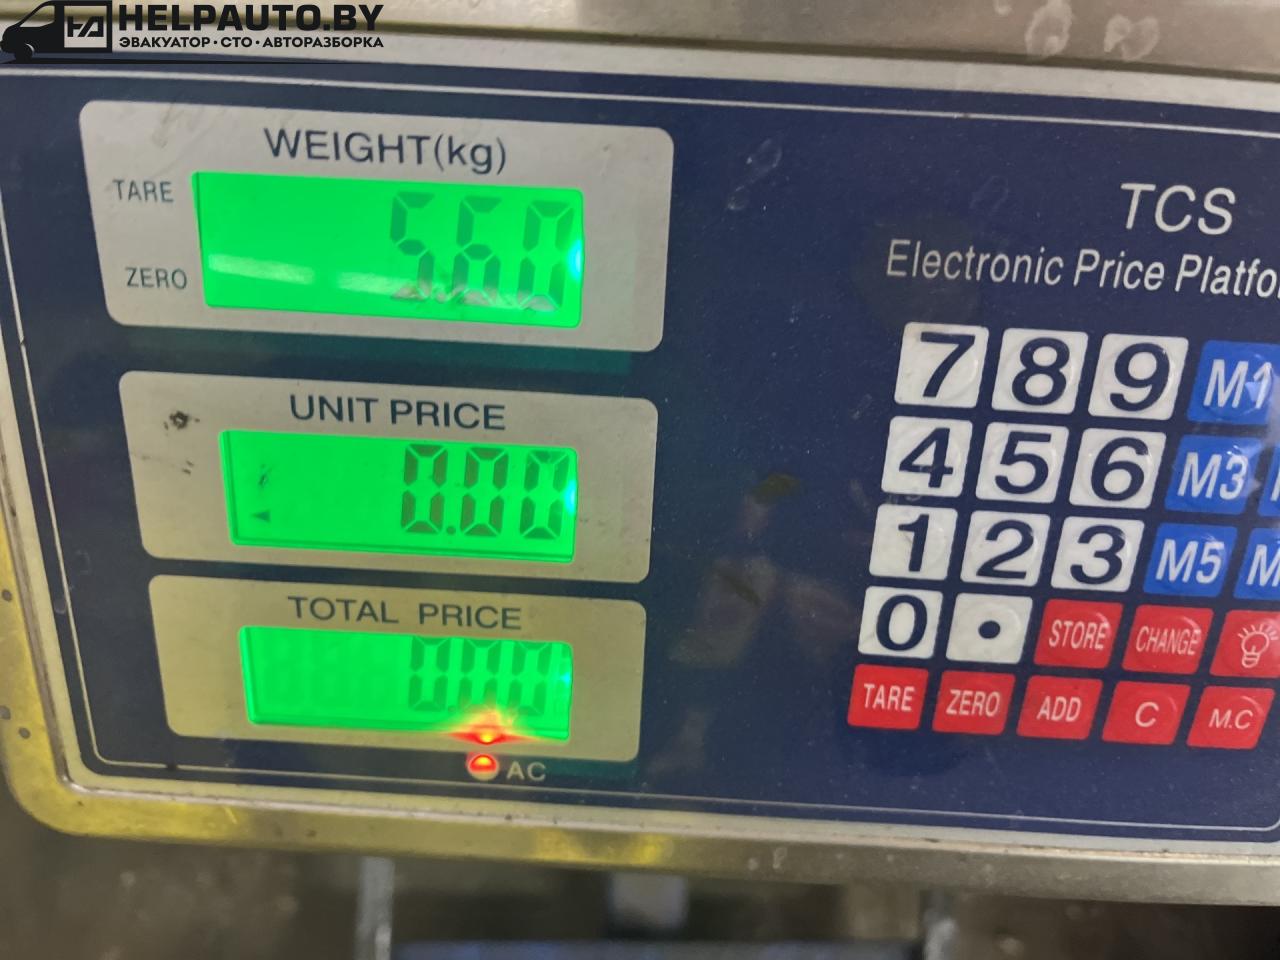 HELPAUTO.BY
ЭВАКУАТОР · СТО · АВТОРАЗБОРКА
WEIGHT(kg)
TARE
ZERO
5.60
UNIT PRICE
0.00
TOTAL PRICE
0.00
AC
TCS
Electronic Price Platfo
7 8 9 M1
4 5 6 M3
1 2 3 M5 M
0 • STORE CHANGE
TARE ZERO ADD C M.C